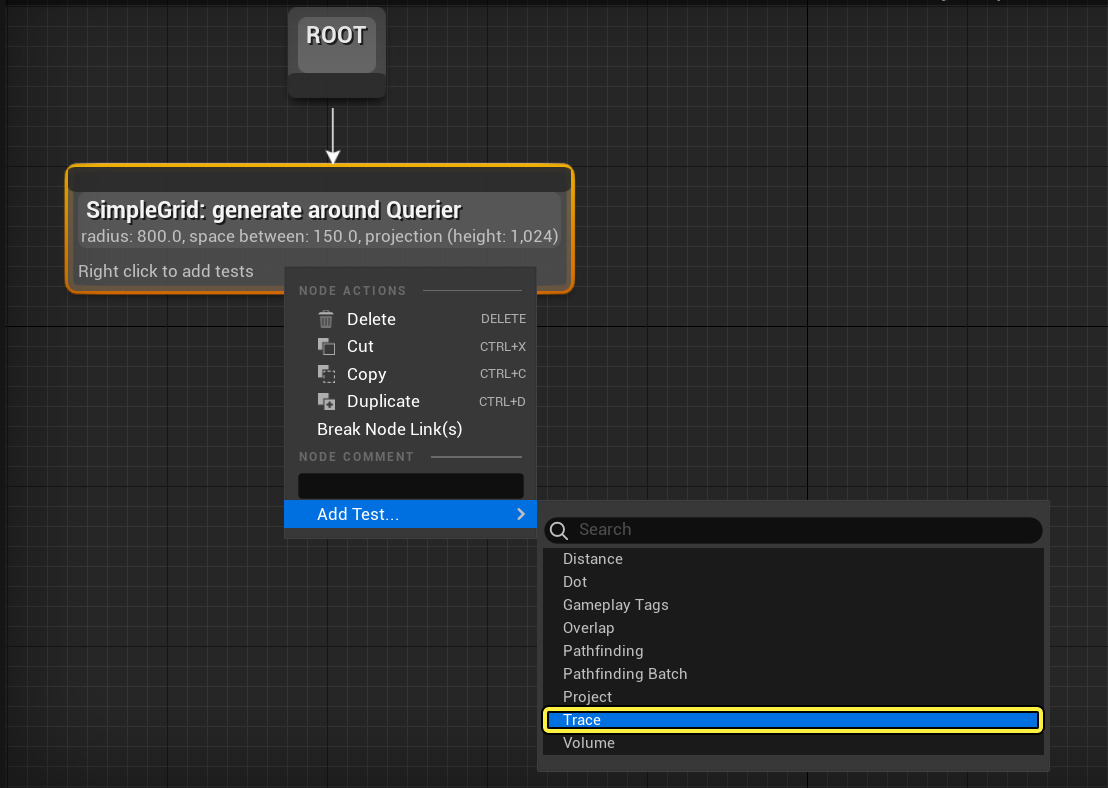 ROOT
SimpleGrid: generate around Querier
radius: 800.0, space between: 150.0, projection (height: 1,024)
Right click to add tests
NODE ACTIONS
Delete DELETE
Cut CTRL+X
Copy CTRL+C
Duplicate CTRL+D
Break Node Link(s)
NODE COMMENT
Add Test...
Search
Distance
Dot
Gameplay Tags
Overlap
Pathfinding
Pathfinding Batch
Project
Trace
Volume